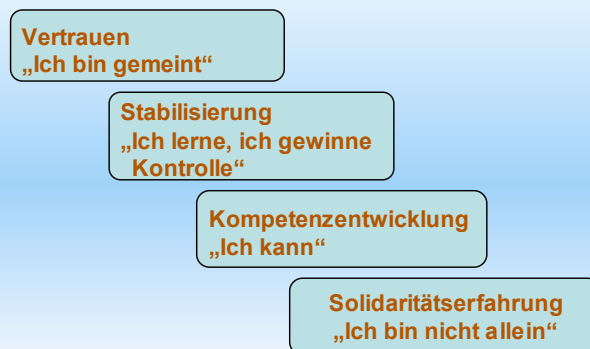 Vertrauen
„Ich bin gemeint“
Stabilisierung
„Ich lerne, ich gewinne
Kontrolle“
Kompetenzentwicklung
„Ich kann“
Solidaritätserfahrung
„Ich bin nicht allein“